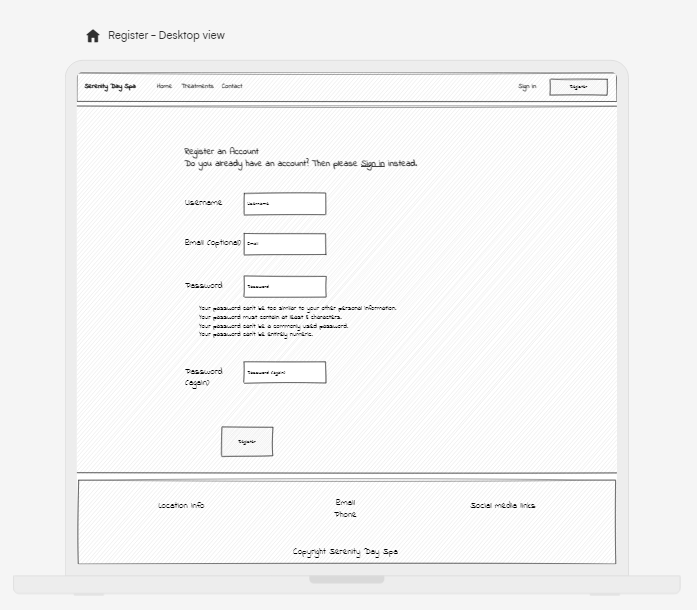 Register - Desktop view
Serenity Day Spa Home Treatments Contact Sign in Register
Register an Account
Do you already have an account? Then please Sign in instead.
Username Username
Email (optional) Email
Password Password
Your password can't be too similar to your other personal information.
Your password must contain at least 8 characters.
Your password can't be a commonly used password.
Your password can't be entirely numeric.
Password Password (again)
(again)
Register
Location Info Email Social media links
Phone
Copyright Serenity Day Spa